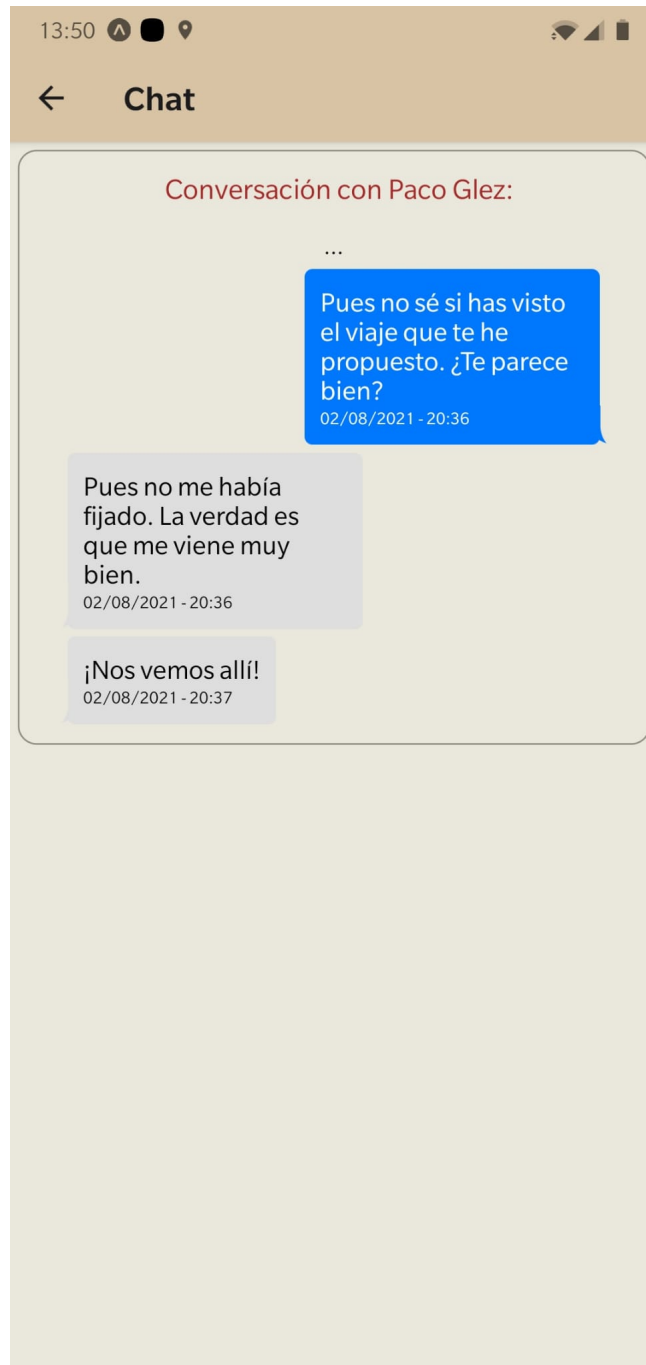 13:50
Chat
Conversación con Paco Glez:
...
Pues no sé si has visto
el viaje que te he
propuesto. ¿Te parece
bien?
02/08/2021 - 20:36
Pues no me había
fijado. La verdad es
que me viene muy
bien.
02/08/2021 - 20:36
¡Nos vemos allí!
02/08/2021 - 20:37